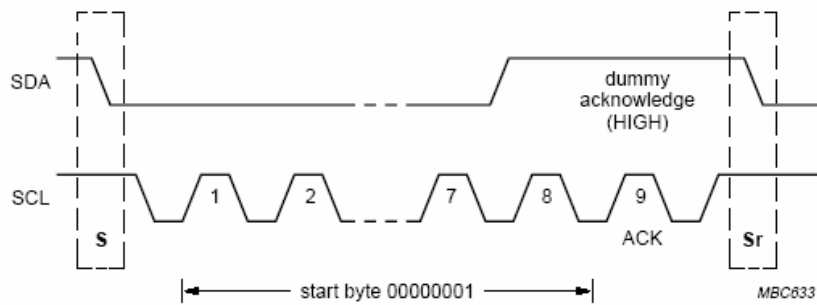 SDA
dummy
acknowledge
(HIGH)
SCL
1
2
7
8
9
S
ACK
Sr
start byte 00000001
MBC633